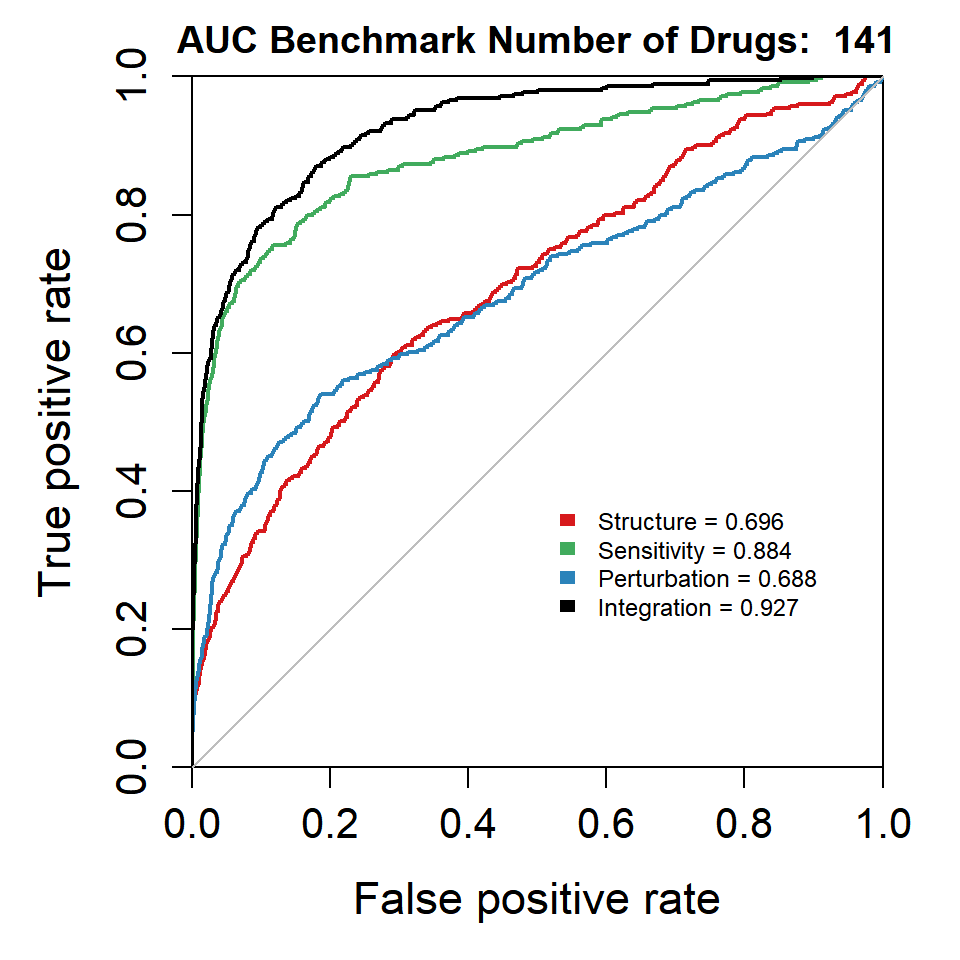 AUC Benchmark Number of Drugs: 141
True positive rate
1.0
0.8
0.6
0.4
0.2
0.0
Structure = 0.696
Sensitivity = 0.884
Perturbation = 0.688
Integration = 0.927
0.0 0.2 0.4 0.6 0.8 1.0
False positive rate